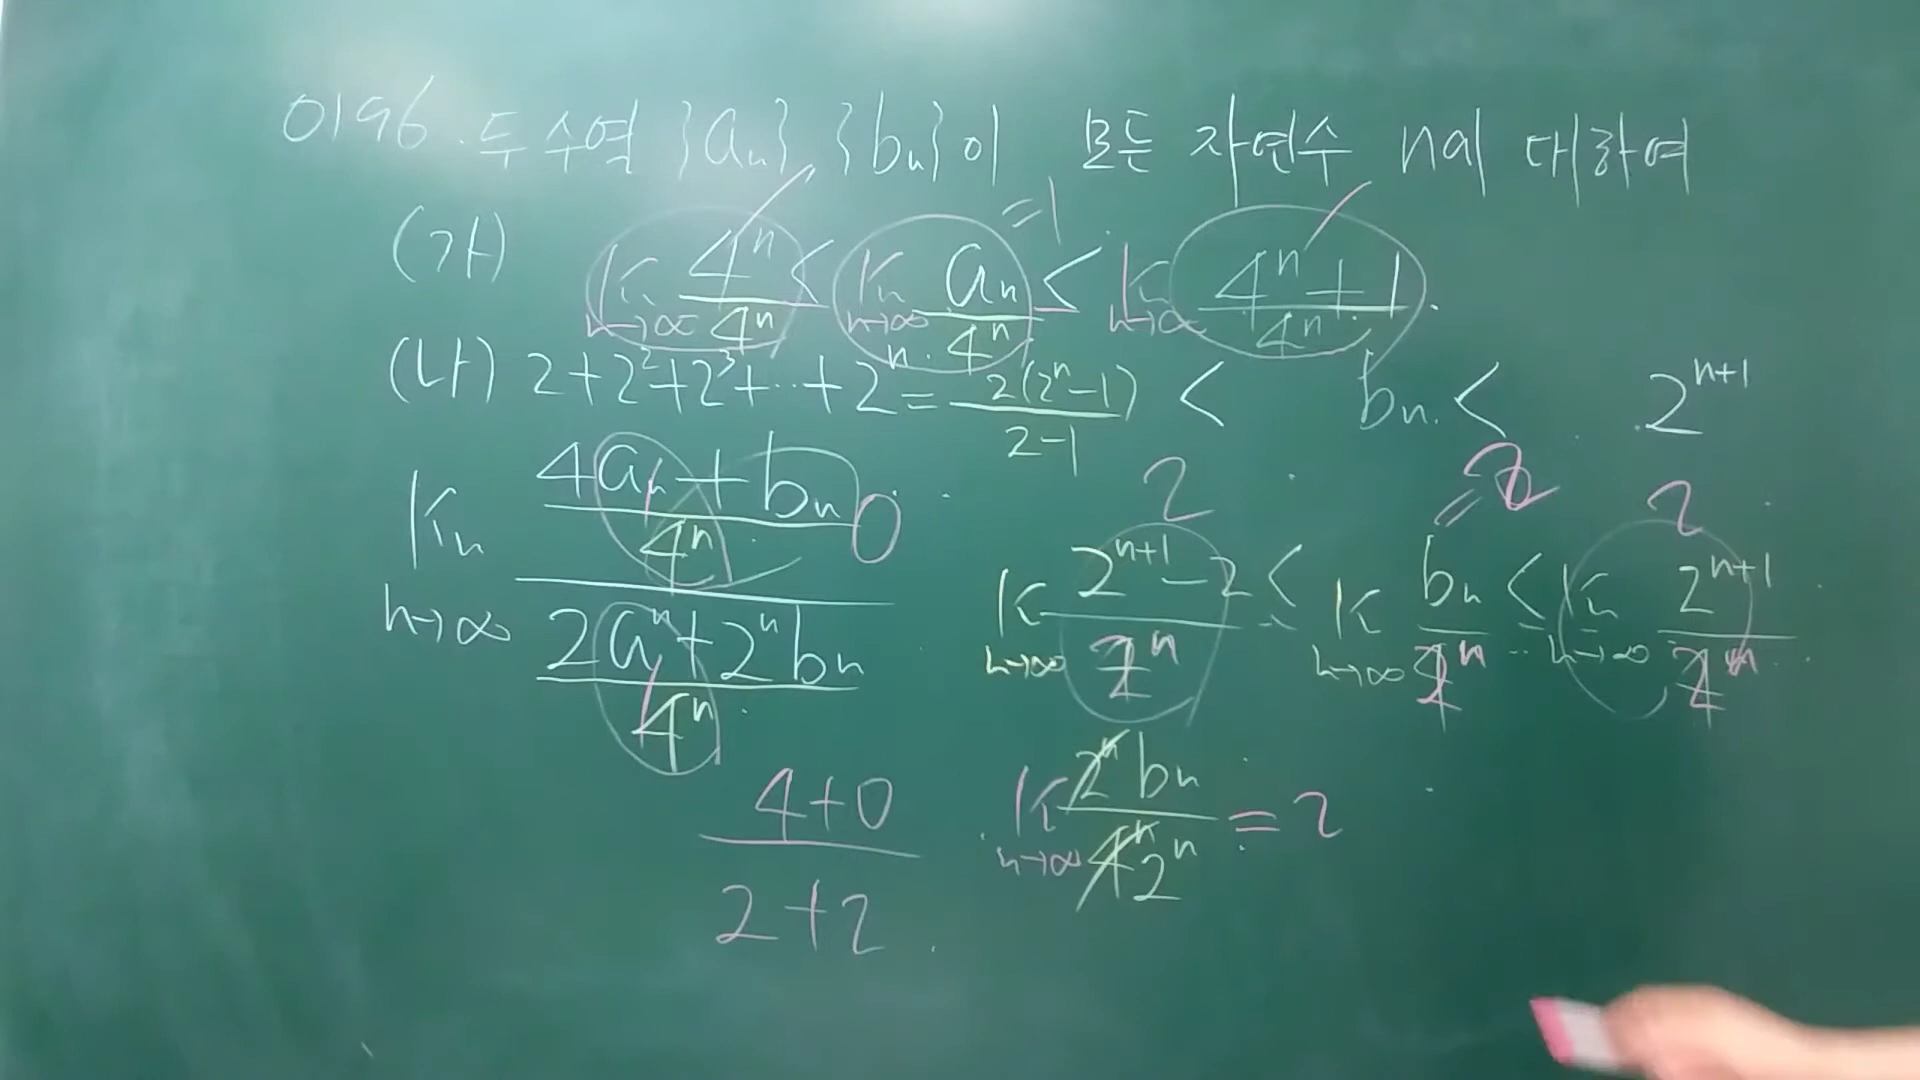 0196. 두 수열 {aₙ}, {bₙ}이 모든 자연수 n에 대하여
(가) lim n→∞ 4ⁿ/4ⁿ < lim n→∞ aₙ/4ⁿ < lim n→∞ (4ⁿ+1)/4ⁿ =1
(나) 2+2²+2³+…+2ⁿ = 2(2ⁿ-1)/(2-1) < bₙ < 2ⁿ⁺¹
lim n→∞ ((4aₙ+bₙ)/4ⁿ)/((2aⁿ+2ⁿbₙ)/4ⁿ) 0
2 =2 2
lim n→∞ (2ⁿ⁺¹-2)/2ⁿ < lim n→∞ bₙ/2ⁿ < lim n→∞ 2ⁿ⁺¹/2ⁿ
(4+0)/(2+2)
lim n→∞ 2ⁿbₙ/4ⁿ2ⁿ = 2